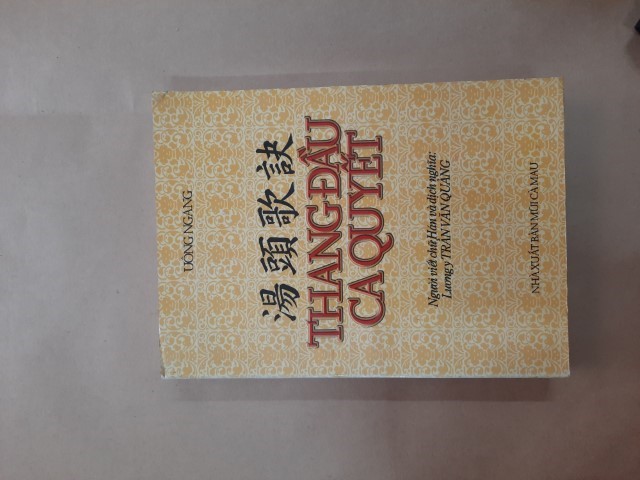 UÔNG NGANG
湯頭歌訣
THANG ĐẦU
CA QUYẾT
Người viết chữ Hán và dịch nghĩa:
Lương y TRẦN VĂN QUẢNG
NHÀ XUẤT BẢN MŨI CÀ MAU